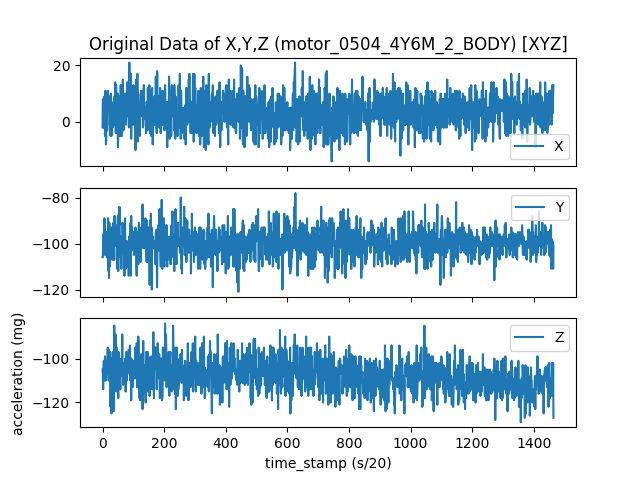 Original Data of X,Y,Z (motor_0504_4Y6M_2_BODY) [XYZ]
20
0
X
−80
−100
−120
Y
−100
−120
Z
acceleration (mg)
0 200 400 600 800 1000 1200 1400
time_stamp (s/20)